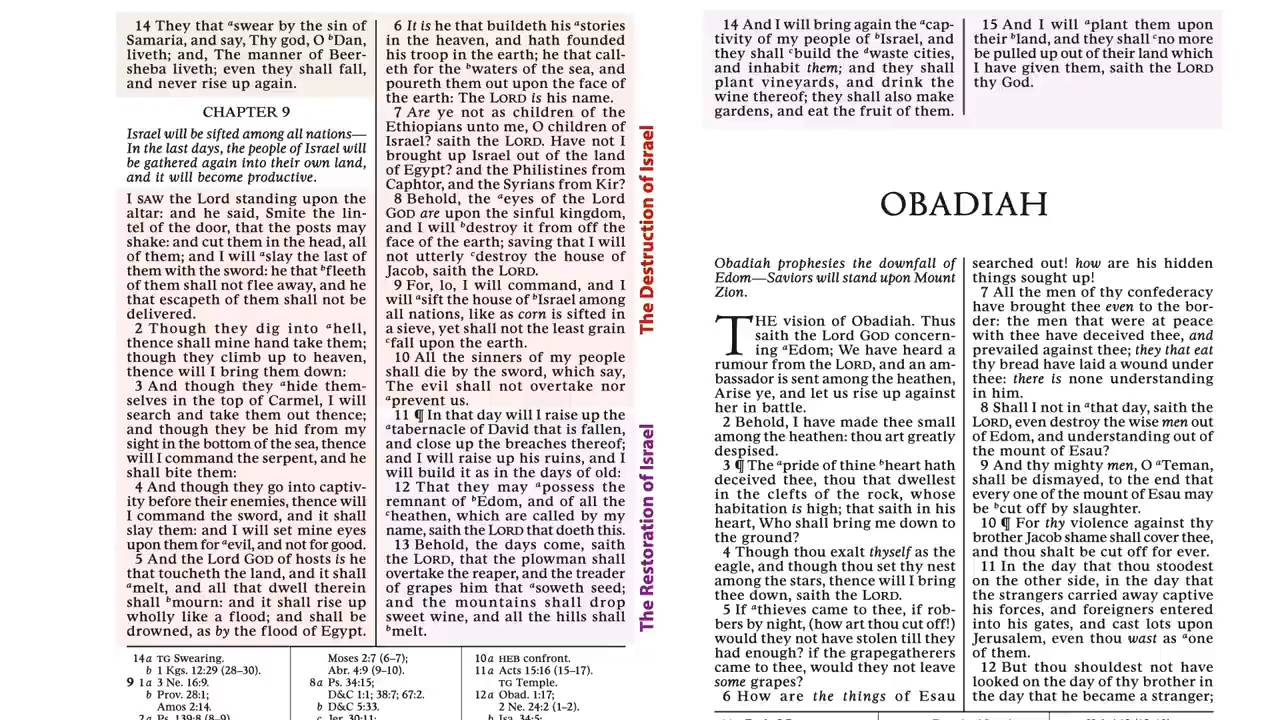 14 They that ᵃswear by the sin of
Samaria, and say, Thy god, O ᵇDan,
liveth; and, The manner of Beer-
sheba liveth; even they shall fall,
and never rise up again.
CHAPTER 9
Israel will be sifted among all nations—
In the last days, the people of Israel will
be gathered again into their own land,
and it will become productive.
I SAW the Lord standing upon the
altar: and he said, Smite the lin-
tel of the door, that the posts may
shake: and cut them in the head, all
of them; and I will ᵃslay the last of
them with the sword: he that ᵇfleeth
of them shall not flee away, and he
that escapeth of them shall not be
delivered.
2 Though they dig into ᵃhell,
thence shall mine hand take them;
though they climb up to heaven,
thence will I bring them down:
3 And though they ᵃhide them-
selves in the top of Carmel, I will
search and take them out thence;
and though they be hid from my
sight in the bottom of the sea, thence
will I command the serpent, and he
shall bite them:
4 And though they go into captiv-
ity before their enemies, thence will
I command the sword, and it shall
slay them: and I will set mine eyes
upon them for ᵃevil, and not for good.
5 And the Lord GOD of hosts is he
that toucheth the land, and it shall
ᵃmelt, and all that dwell therein
shall ᵇmourn: and it shall rise up
wholly like a flood; and shall be
drowned, as by the flood of Egypt.
6 It is he that buildeth his ᵃstories
in the heaven, and hath founded
his troop in the earth; he that call-
eth for the ᵇwaters of the sea, and
poureth them out upon the face of
the earth: The LORD is his name.
7 Are ye not as children of the
Ethiopians unto me, O children of
Israel? saith the LORD. Have not I
brought up Israel out of the land
of Egypt? and the Philistines from
Caphtor, and the Syrians from Kir?
8 Behold, the ᵃeyes of the Lord
GOD are upon the sinful kingdom,
and I will ᵇdestroy it from off the
face of the earth; saving that I will
not utterly ᶜdestroy the house of
Jacob, saith the LORD.
9 For, lo, I will command, and I
will ᵃsift the house of ᵇIsrael among
all nations, like as corn is sifted in
a sieve, yet shall not the least grain
ᶜfall upon the earth.
10 All the sinners of my people
shall die by the sword, which say,
The evil shall not overtake nor
ᵃprevent us.
11 ¶ In that day will I raise up the
ᵃtabernacle of David that is fallen,
and close up the breaches thereof;
and I will raise up his ruins, and I
will build it as in the days of old:
12 That they may ᵃpossess the
remnant of ᵇEdom, and of all the
ᶜheathen, which are called by my
name, saith the LORD that doeth this.
13 Behold, the days come, saith
the LORD, that the plowman shall
overtake the reaper, and the treader
of grapes him that ᵃsoweth seed;
and the mountains shall drop
sweet wine, and all the hills shall
ᵇmelt.
The Destruction of Israel
The Restoration of Israel
14a TG Swearing.
b 1 Kgs. 12:29 (28–30).
9 1a 3 Ne. 16:9.
b Prov. 28:1;
Amos 2:14.
2a Ps. 139:8 (8–9).
Moses 2:7 (6–7);
Abr. 4:9 (9–10).
8a Ps. 34:15;
D&C 1:1; 38:7; 67:2.
b D&C 5:33.
c Jer. 30:11;
10a HEB confront.
11a Acts 15:16 (15–17).
TG Temple.
12a Obad. 1:17;
2 Ne. 24:2 (1–2).
b Isa. 34:5;
14 And I will bring again the ᵃcap-
tivity of my people of ᵇIsrael, and
they shall ᶜbuild the ᵈwaste cities,
and inhabit them; and they shall
plant vineyards, and drink the
wine thereof; they shall also make
gardens, and eat the fruit of them.
15 And I will ᵃplant them upon
their ᵇland, and they shall ᶜno more
be pulled up out of their land which
I have given them, saith the LORD
thy God.
OBADIAH
Obadiah prophesies the downfall of
Edom—Saviors will stand upon Mount
Zion.
THE vision of Obadiah. Thus
saith the Lord GOD concern-
ing ᵃEdom; We have heard a
rumour from the LORD, and an am-
bassador is sent among the heathen,
Arise ye, and let us rise up against
her in battle.
2 Behold, I have made thee small
among the heathen: thou art greatly
despised.
3 ¶ The ᵃpride of thine ᵇheart hath
deceived thee, thou that dwellest
in the clefts of the rock, whose
habitation is high; that saith in his
heart, Who shall bring me down to
the ground?
4 Though thou exalt thyself as the
eagle, and though thou set thy nest
among the stars, thence will I bring
thee down, saith the LORD.
5 If ᵃthieves came to thee, if rob-
bers by night, (how art thou cut off!)
would they not have stolen till they
had enough? if the grapegatherers
came to thee, would they not leave
some grapes?
6 How are the things of Esau
searched out! how are his hidden
things sought up!
7 All the men of thy confederacy
have brought thee even to the bor-
der: the men that were at peace
with thee have deceived thee, and
prevailed against thee; they that eat
thy bread have laid a wound under
thee: there is none understanding
in him.
8 Shall I not in ᵃthat day, saith the
LORD, even destroy the wise men out
of Edom, and understanding out of
the mount of Esau?
9 And thy mighty men, O ᵃTeman,
shall be dismayed, to the end that
every one of the mount of Esau may
be ᵇcut off by slaughter.
10 ¶ For thy violence against thy
brother Jacob shame shall cover thee,
and thou shalt be cut off for ever.
11 In the day that thou stoodest
on the other side, in the day that
the strangers carried away captive
his forces, and foreigners entered
into his gates, and cast lots upon
Jerusalem, even thou wast as ᵃone
of them.
12 But thou shouldest not have
looked on the day of thy brother in
the day that he became a stranger;